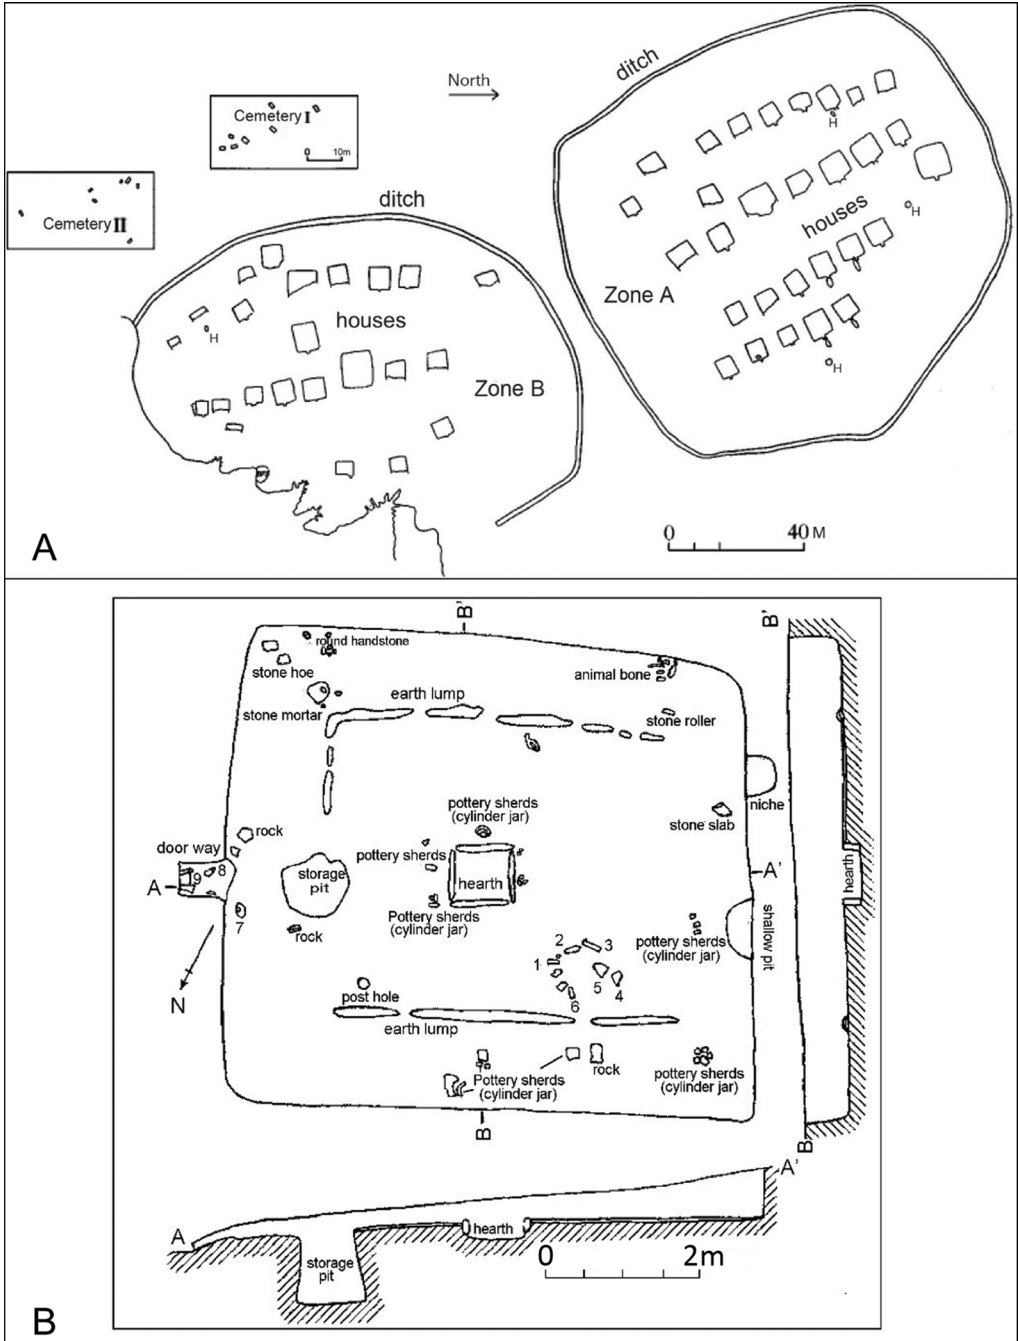 ditch
North
Cemetery I
0 10m
H
Cemetery II
ditch
houses
H
Zone A
houses
H
H
Zone B
H
0 40 M
A
B'
B'
round handstone
stone hoe
animal bone
stone mortar
earth lump
stone roller
niche
pottery sherds
(cylinder jar)
stone slab
rock
door way
pottery sherds
8
9
A
storage
pit
hearth
A'
hearth
7
rock
Pottery sherds
(cylinder jar)
shallow pit
pottery sherds
(cylinder jar)
2
3
1
5
4
6
N
post hole
earth lump
rock
Pottery sherds
(cylinder jar)
pottery sherds
(cylinder jar)
B
B
A'
A
hearth
storage
pit
0 2m
B